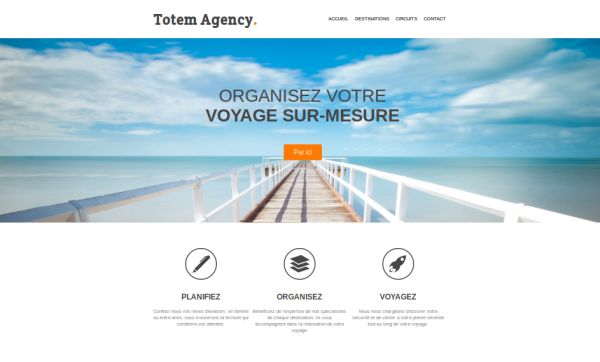 Totem Agency.
ACCUEIL DESTINATIONS CIRCUITS CONTACT
ORGANISEZ VOTRE
VOYAGE SUR-MESURE
Par ici
PLANIFIEZ
ORGANISEZ
VOYAGEZ
Confiez nous vos rêves d'évasion : en famille
ou entre amis, nous trouverons la formule qui
comblera vos attentes.
Bénéficiez de l'expertise de nos spécialistes
de chaque destination, ils vous
accompagnent dans la réalisation de votre
voyage.
Nous nous chargeons d'assurer votre
sécurité et de veiller à votre pleine sérénité
tout au long de votre voyage.